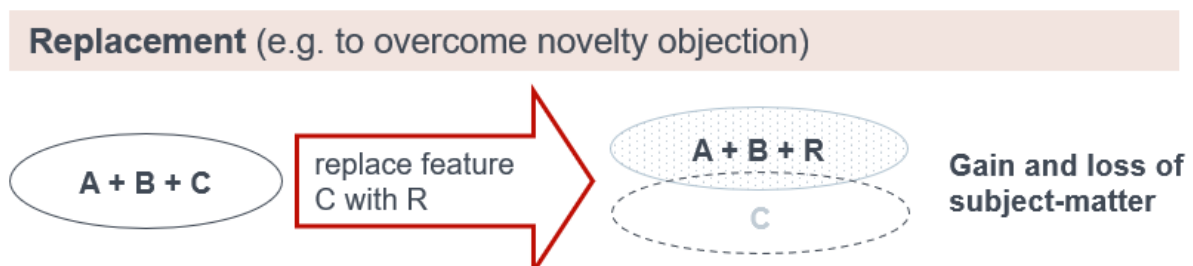 Replacement (e.g. to overcome novelty objection)
A + B + C
replace feature
C with R
A + B + R
C
Gain and loss of
subject-matter